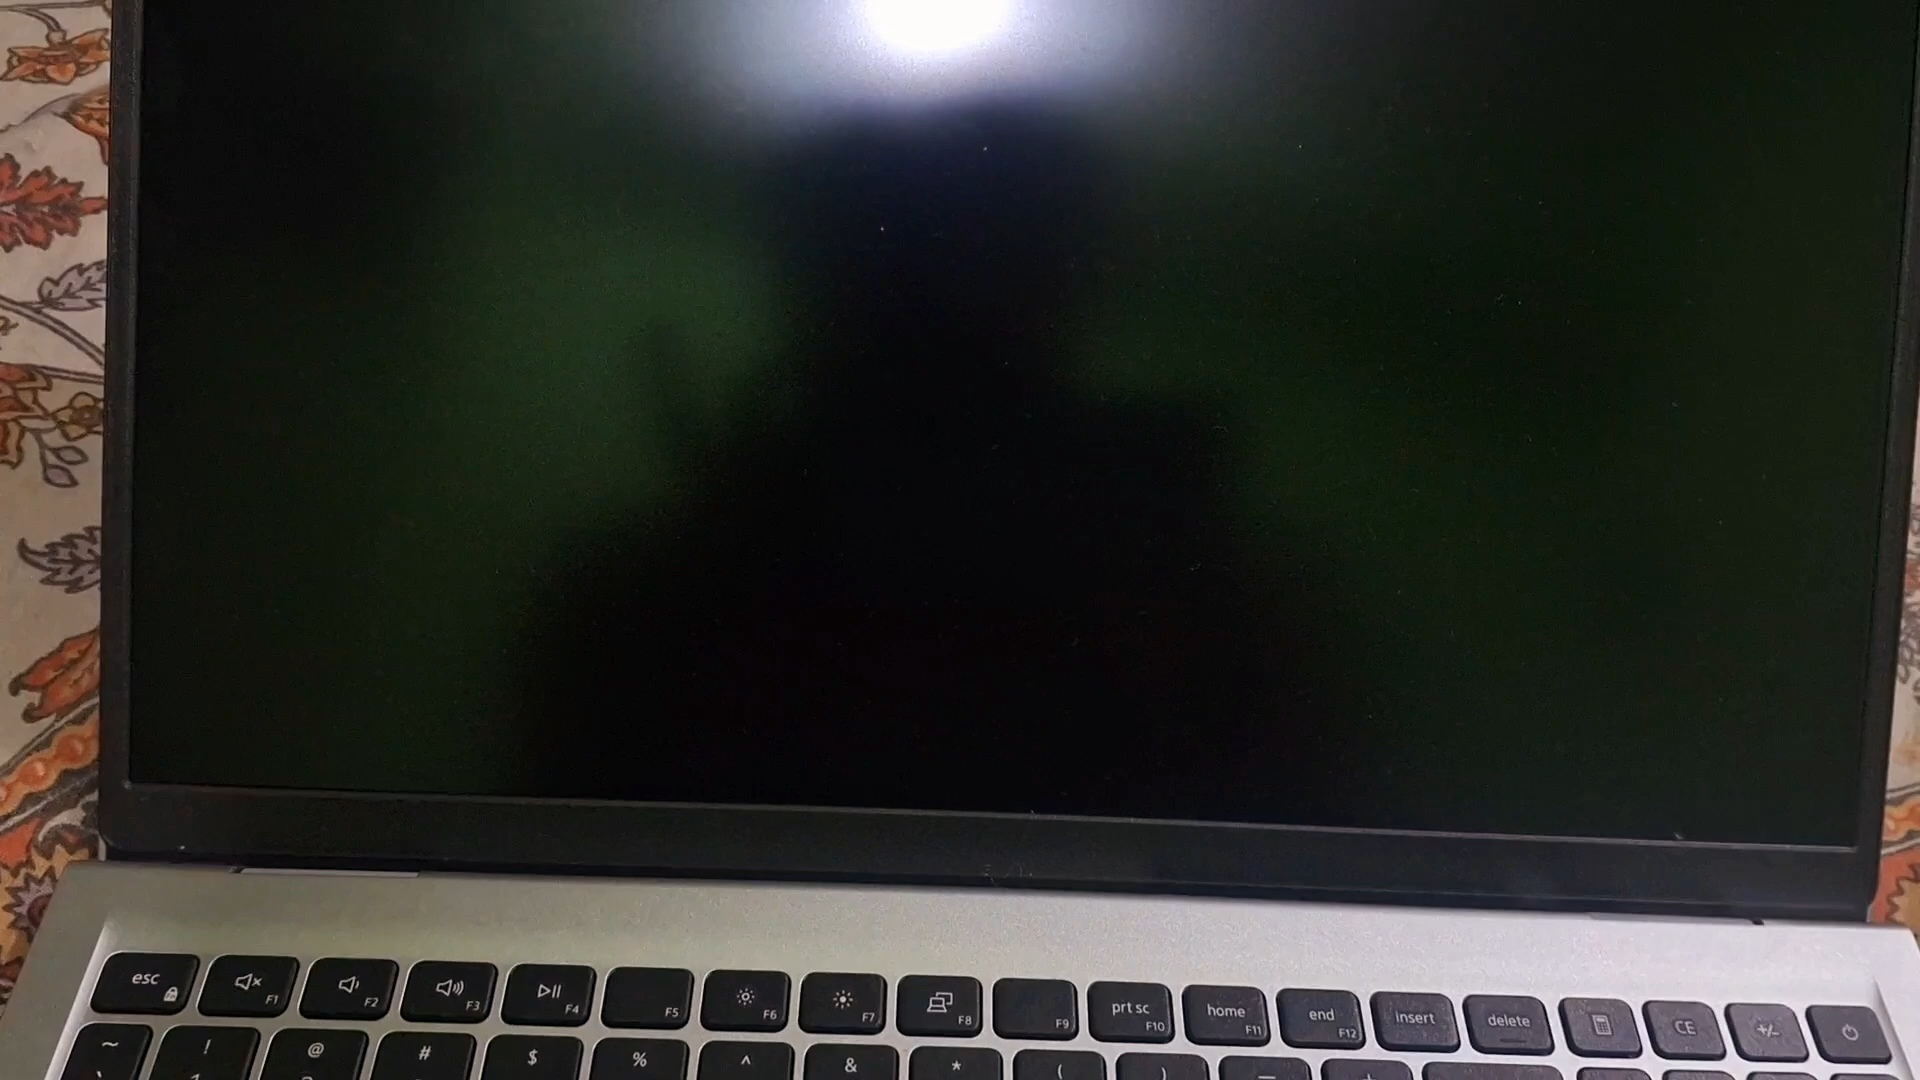 esc F1 F2 F3 F4 F5 F6 F7 F8 F9 prt sc F10 home F11 end F12 insert delete CE +/-
~ ! @ # $ % ^ & * ( ) _ +